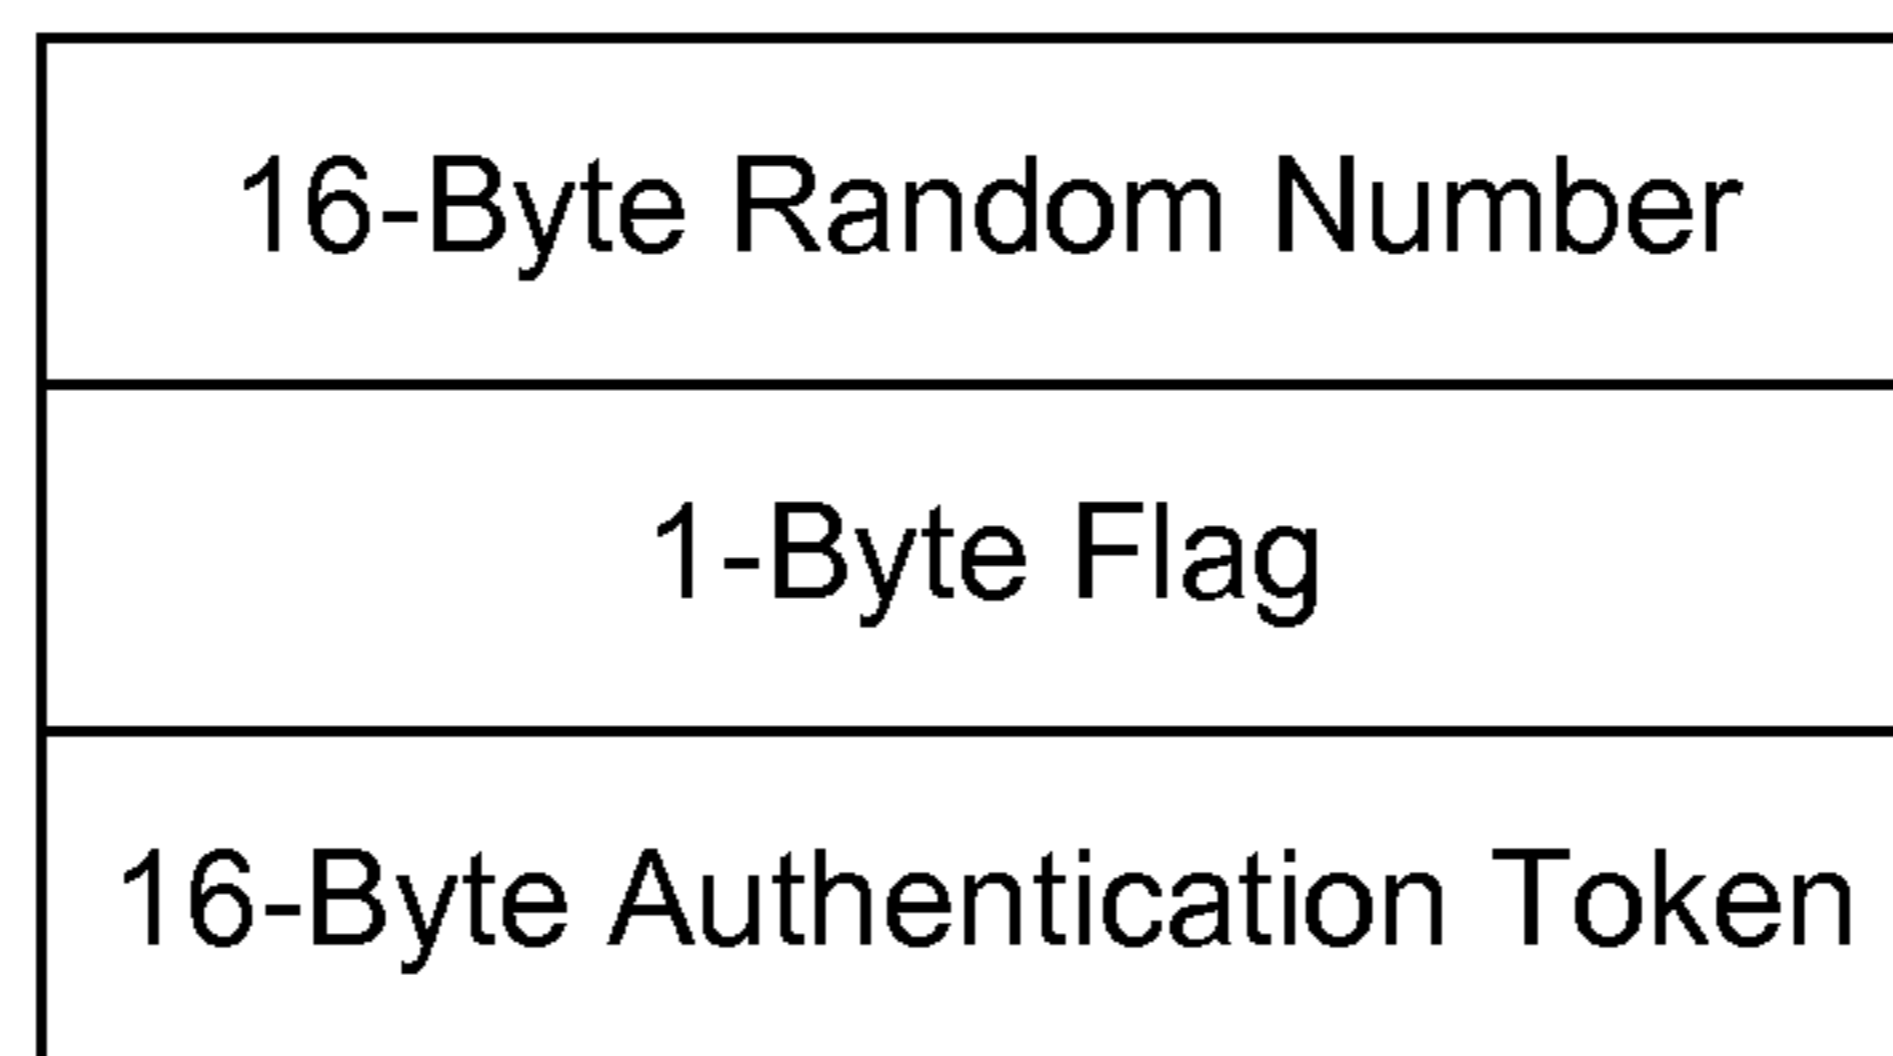 16-Byte Random Number
1-Byte Flag
16-Byte Authentication Token